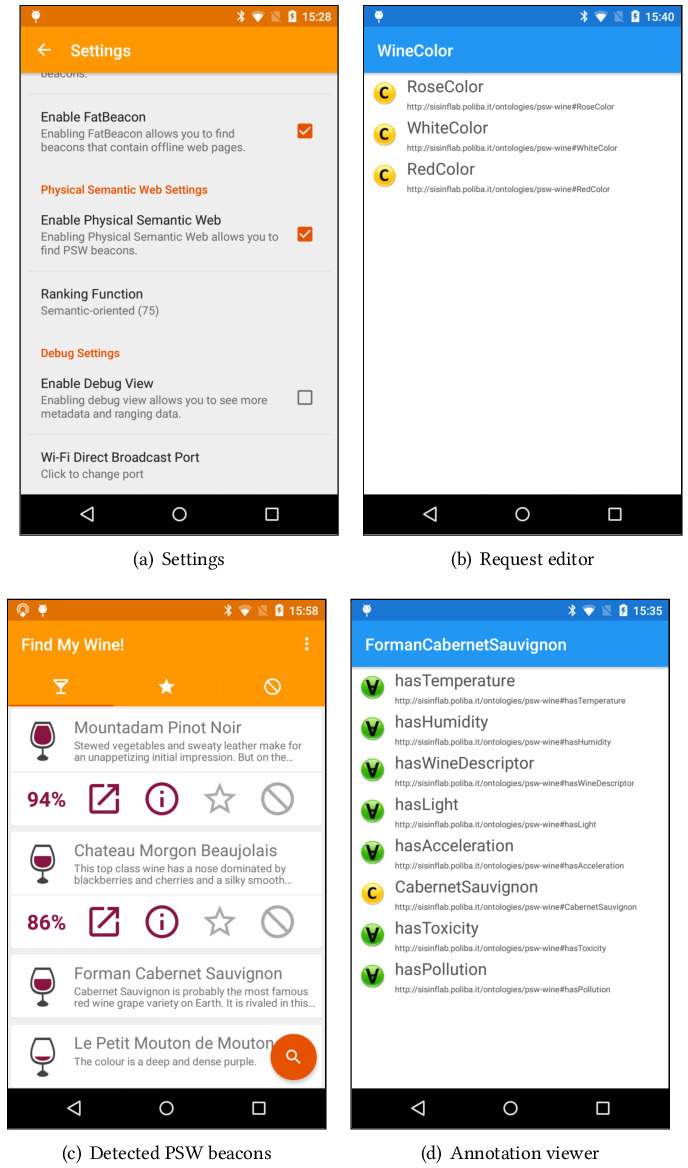 15:28
Settings
beacons.
Enable FatBeacon
Enabling FatBeacon allows you to find
beacons that contain offline web pages.
Physical Semantic Web Settings
Enable Physical Semantic Web
Enabling Physical Semantic Web allows you to
find PSW beacons.
Ranking Function
Semantic-oriented (75)
Debug Settings
Enable Debug View
Enabling debug view allows you to see more
metadata and ranging data.
Wi-Fi Direct Broadcast Port
Click to change port
(a) Settings
15:40
WineColor
C
RoseColor
http://sisinflab.poliba.it/ontologies/psw-wine#RoseColor
C
WhiteColor
http://sisinflab.poliba.it/ontologies/psw-wine#WhiteColor
C
RedColor
http://sisinflab.poliba.it/ontologies/psw-wine#RedColor
(b) Request editor
15:58
Find My Wine!
Mountadam Pinot Noir
Stewed vegetables and sweaty leather make for
an unappetizing initial impression. But on the…
94%
Chateau Morgon Beaujolais
This top class wine has a nose dominated by
blackberries and cherries and a silky smooth…
86%
Forman Cabernet Sauvignon
Cabernet Sauvignon is probably the most famous
red wine grape variety on Earth. It is rivaled in this…
Le Petit Mouton de Mouton
The colour is a deep and dense purple.
(c) Detected PSW beacons
15:35
FormanCabernetSauvignon
∀
hasTemperature
http://sisinflab.poliba.it/ontologies/psw-wine#hasTemperature
∀
hasHumidity
http://sisinflab.poliba.it/ontologies/psw-wine#hasHumidity
∀
hasWineDescriptor
http://sisinflab.poliba.it/ontologies/psw-wine#hasWineDescriptor
∀
hasLight
http://sisinflab.poliba.it/ontologies/psw-wine#hasLight
∀
hasAcceleration
http://sisinflab.poliba.it/ontologies/psw-wine#hasAcceleration
C
CabernetSauvignon
http://sisinflab.poliba.it/ontologies/psw-wine#CabernetSauvignon
∀
hasToxicity
http://sisinflab.poliba.it/ontologies/psw-wine#hasToxicity
∀
hasPollution
http://sisinflab.poliba.it/ontologies/psw-wine#hasPollution
(d) Annotation viewer